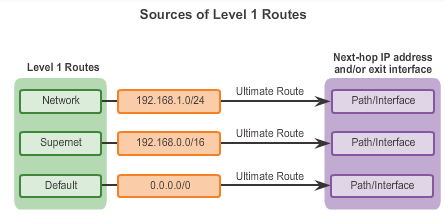 Sources of Level 1 Routes
Level 1 Routes
Next-hop IP address
and/or exit interface
Network
192.168.1.0/24
Ultimate Route
Path/Interface
Supernet
192.168.0.0/16
Ultimate Route
Path/Interface
Default
0.0.0.0/0
Ultimate Route
Path/Interface